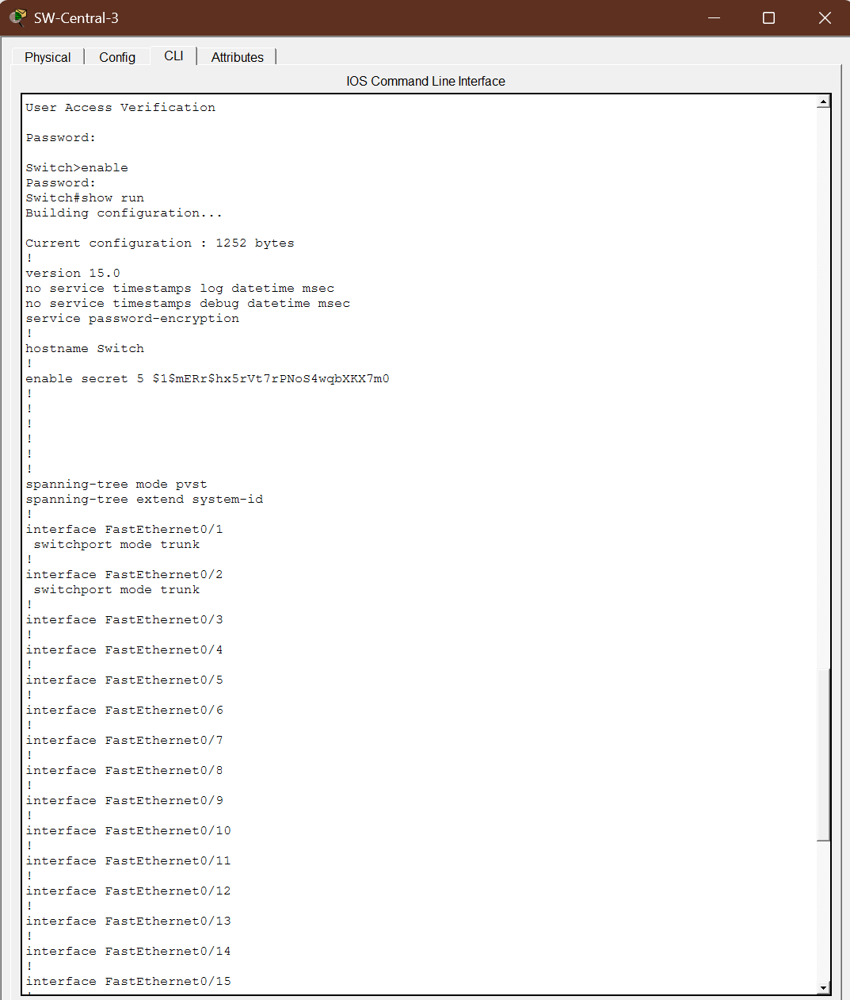 SW-Central-3
Physical
Config
CLI
Attributes
IOS Command Line Interface
User Access Verification
Password:
Switch>enable
Password:
Switch#show run
Building configuration...
Current configuration : 1252 bytes
!
version 15.0
no service timestamps log datetime msec
no service timestamps debug datetime msec
service password-encryption
!
hostname Switch
!
enable secret 5 $1$mERr$hx5rVt7rPNoS4wqbXKX7m0
!
!
!
!
!
!
spanning-tree mode pvst
spanning-tree extend system-id
!
interface FastEthernet0/1
 switchport mode trunk
!
interface FastEthernet0/2
 switchport mode trunk
!
interface FastEthernet0/3
!
interface FastEthernet0/4
!
interface FastEthernet0/5
!
interface FastEthernet0/6
!
interface FastEthernet0/7
!
interface FastEthernet0/8
!
interface FastEthernet0/9
!
interface FastEthernet0/10
!
interface FastEthernet0/11
!
interface FastEthernet0/12
!
interface FastEthernet0/13
!
interface FastEthernet0/14
!
interface FastEthernet0/15